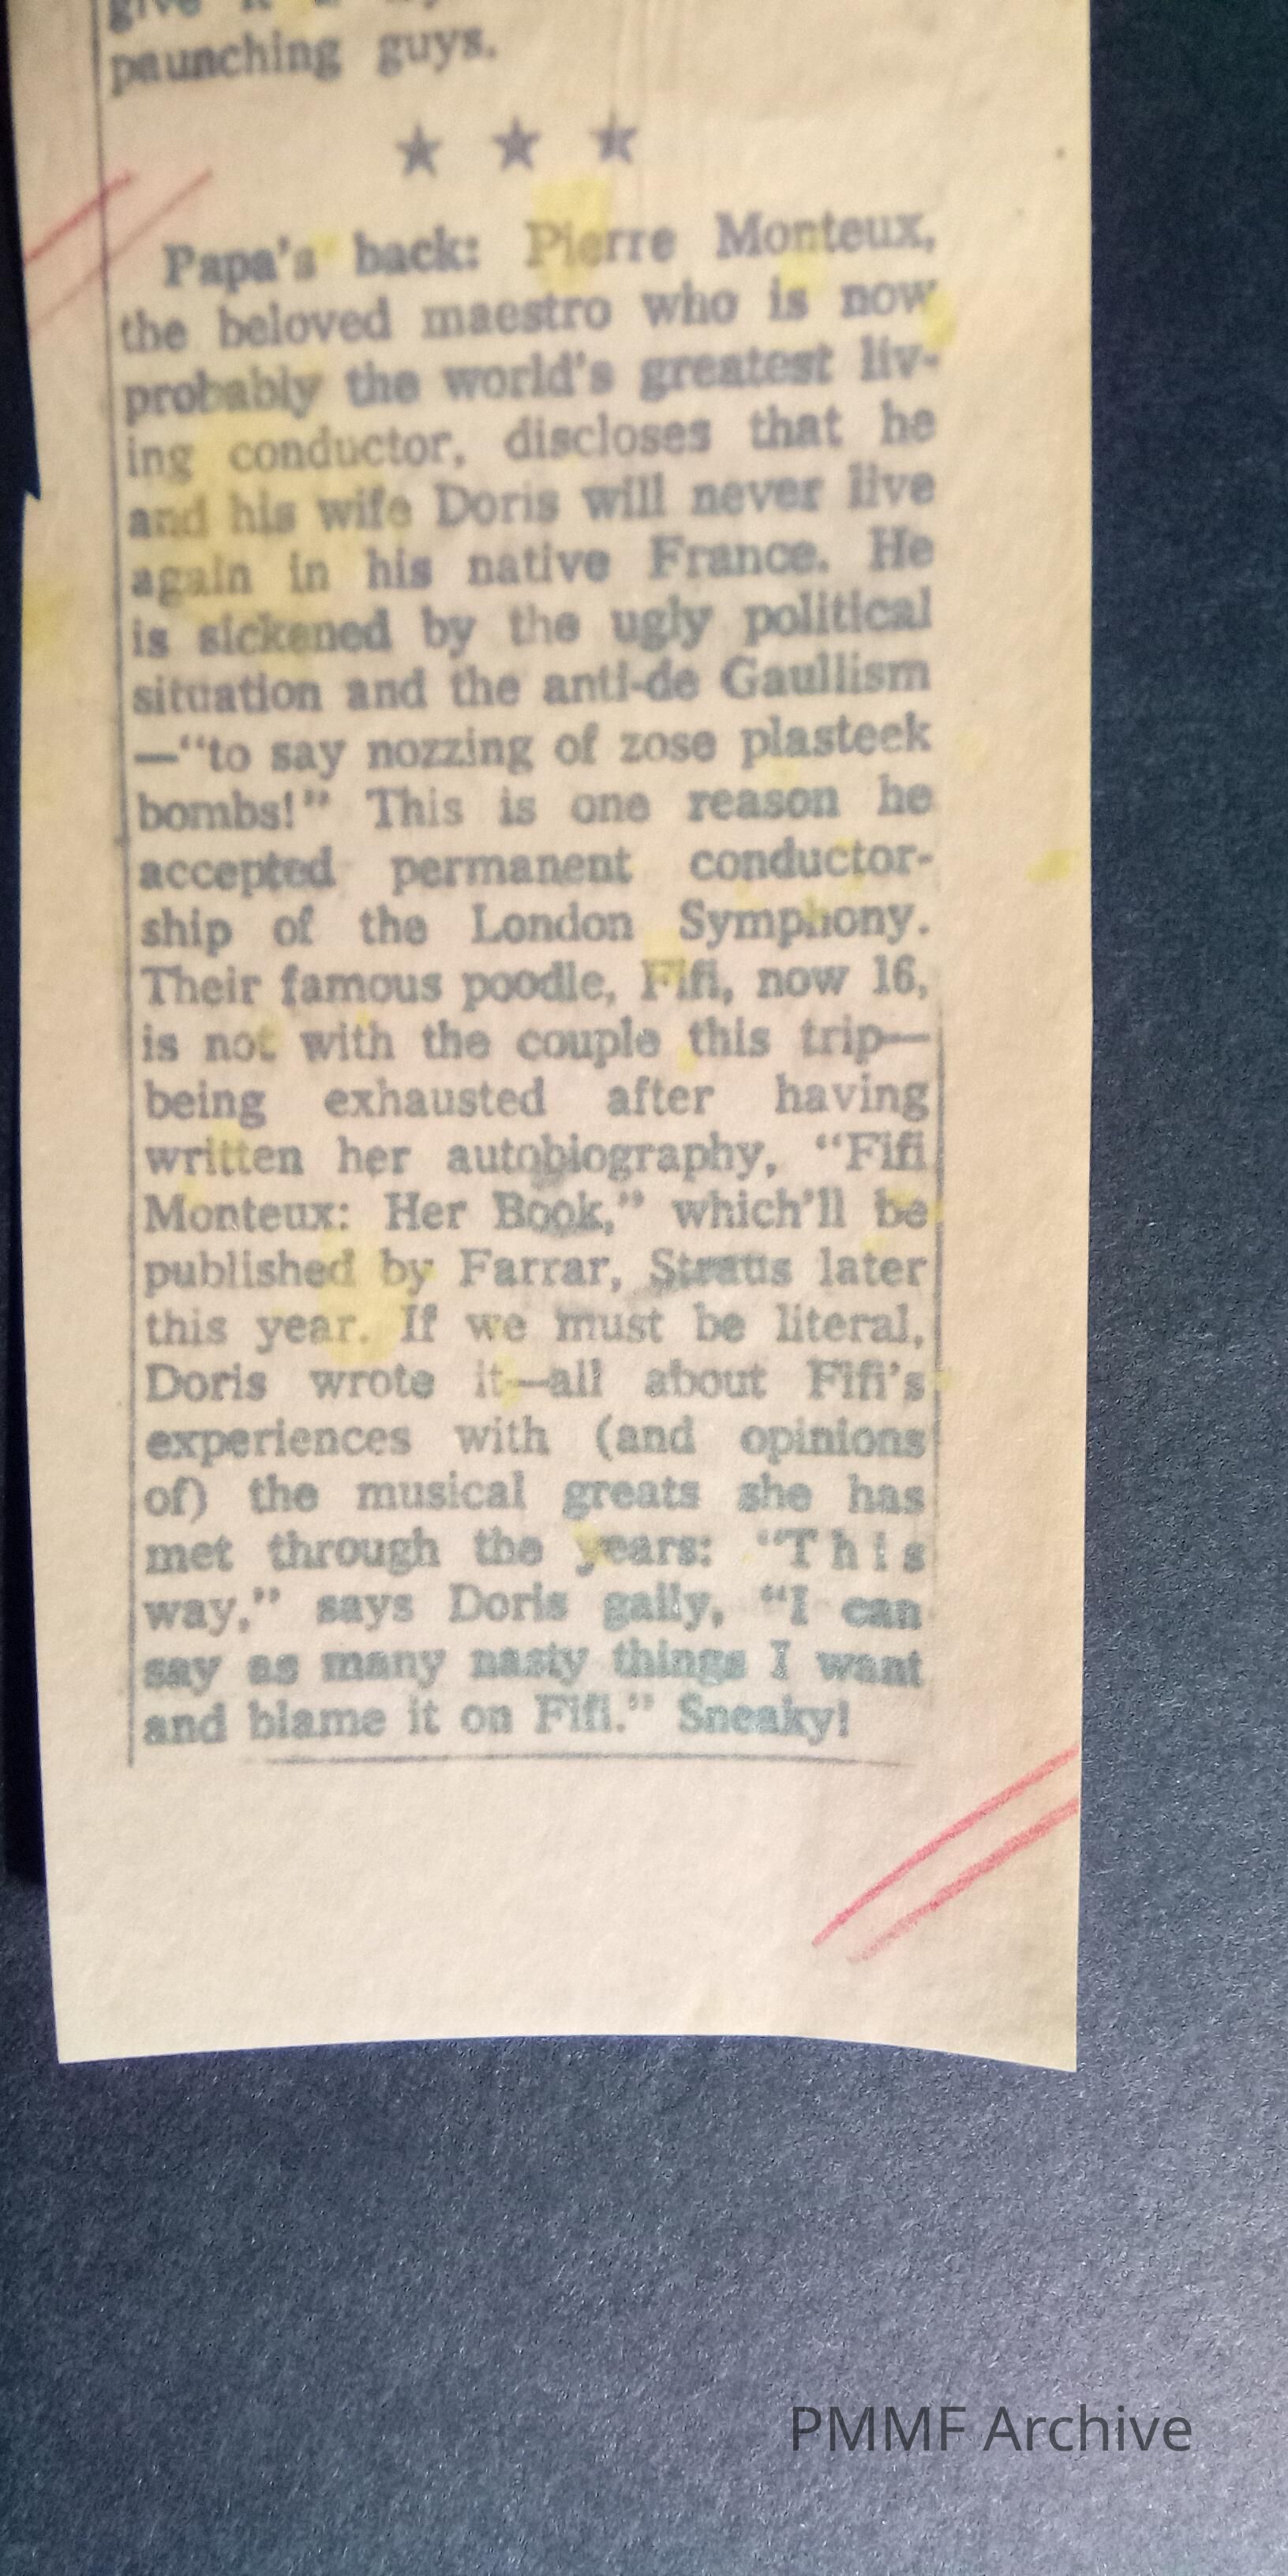 give it
paunching guys.
★ ★ ★
Papa's back: Pierre Monteux,
the beloved maestro who is now
probably the world's greatest liv-
ing conductor, discloses that he
and his wife Doris will never live
again in his native France. He
is sickened by the ugly political
situation and the anti-de Gaullism
—"to say nozzing of zose plasteek
bombs!" This is one reason he
accepted permanent conductor-
ship of the London Symphony.
Their famous poodle, Fifi, now 16,
is not with the couple this trip—
being exhausted after having
written her autobiography, "Fifi
Monteux: Her Book," which'll be
published by Farrar, Straus later
this year. If we must be literal,
Doris wrote it—all about Fifi's
experiences with (and opinions
of) the musical greats she has
met through the years: "This
way," says Doris gaily, "I can
say as many nasty things I want
and blame it on Fifi." Sneaky!
PMMF Archive